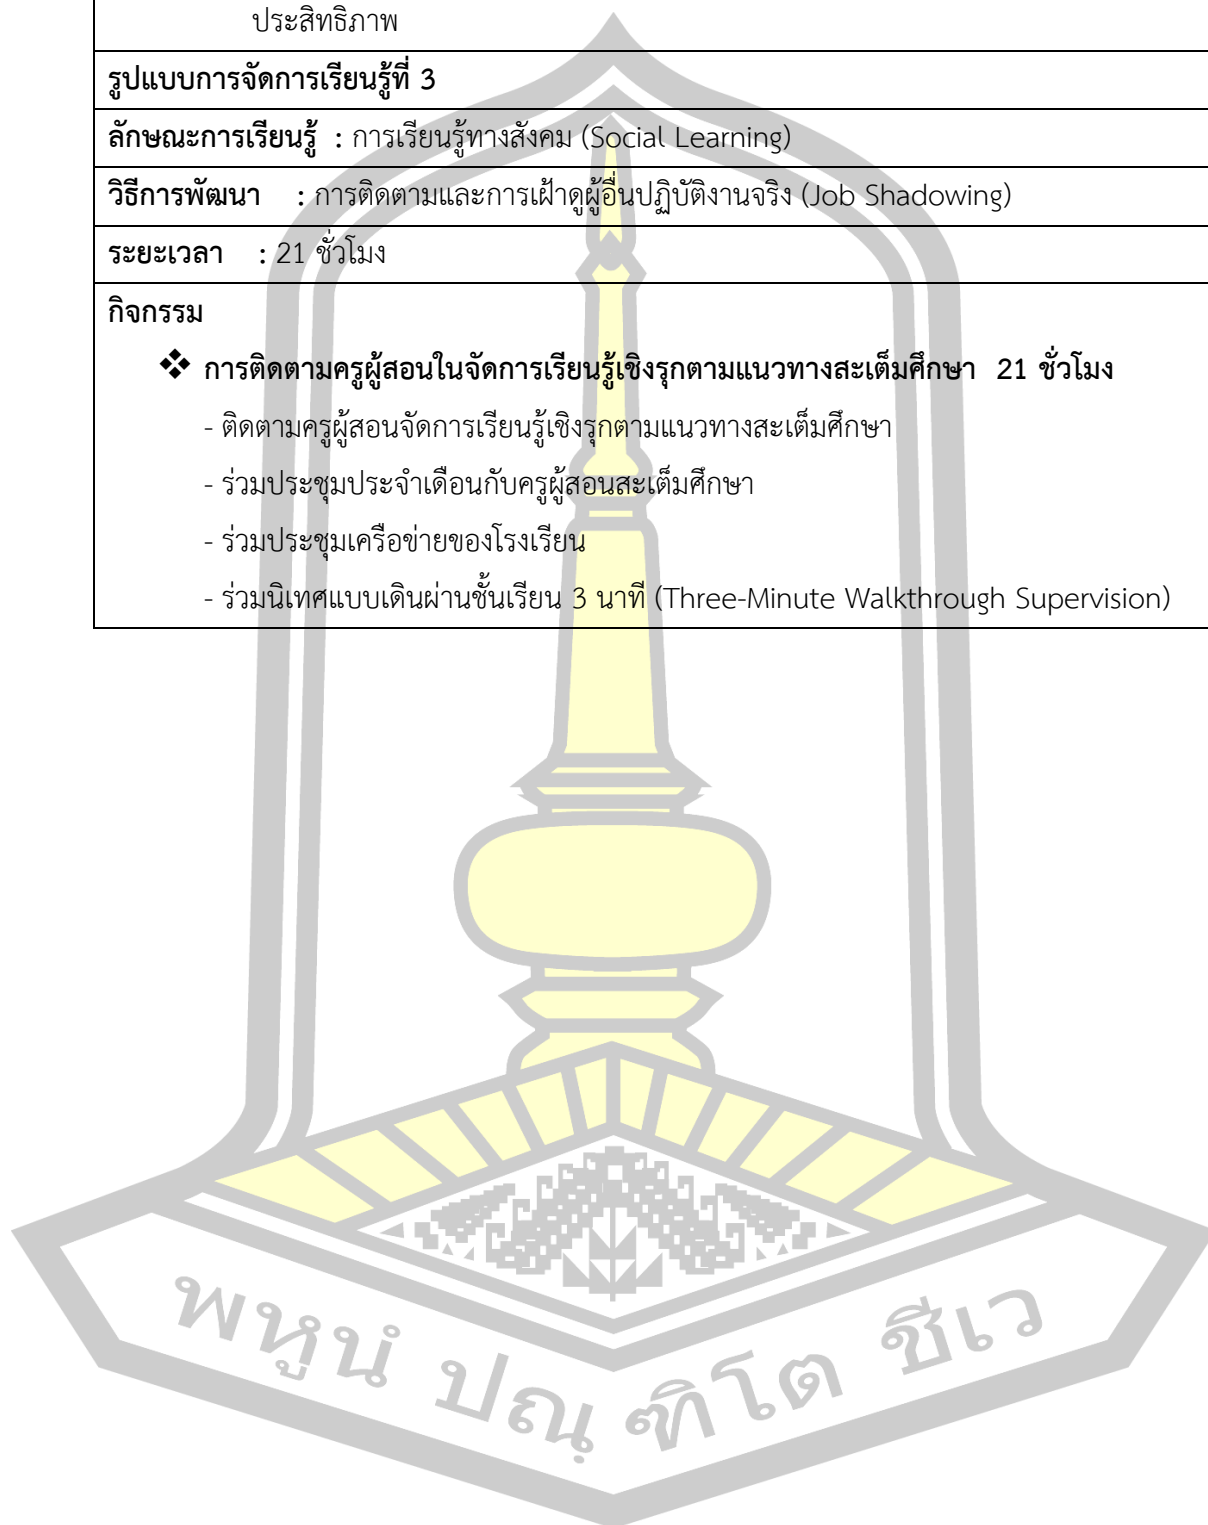 ประสิทธิภาพ
รูปแบบการจัดการเรียนรู้ที่ 3
ลักษณะการเรียนรู้ : การเรียนรู้ทางสังคม (Social Learning)
วิธีการพัฒนา : การติดตามและการเฝ้าดูผู้อื่นปฏิบัติงานจริง (Job Shadowing)
ระยะเวลา : 21 ชั่วโมง
กิจกรรม
❖ การติดตามครูผู้สอนในจัดการเรียนรู้เชิงรุกตามแนวทางสะเต็มศึกษา 21 ชั่วโมง
- ติดตามครูผู้สอนจัดการเรียนรู้เชิงรุกตามแนวทางสะเต็มศึกษา
- ร่วมประชุมประจำเดือนกับครูผู้สอนสะเต็มศึกษา
- ร่วมประชุมเครือข่ายของโรงเรียน
- ร่วมนิเทศแบบเดินผ่านชั้นเรียน 3 นาที (Three-Minute Walkthrough Supervision)
พหูนํ ปณฺฑิโต ชีเว